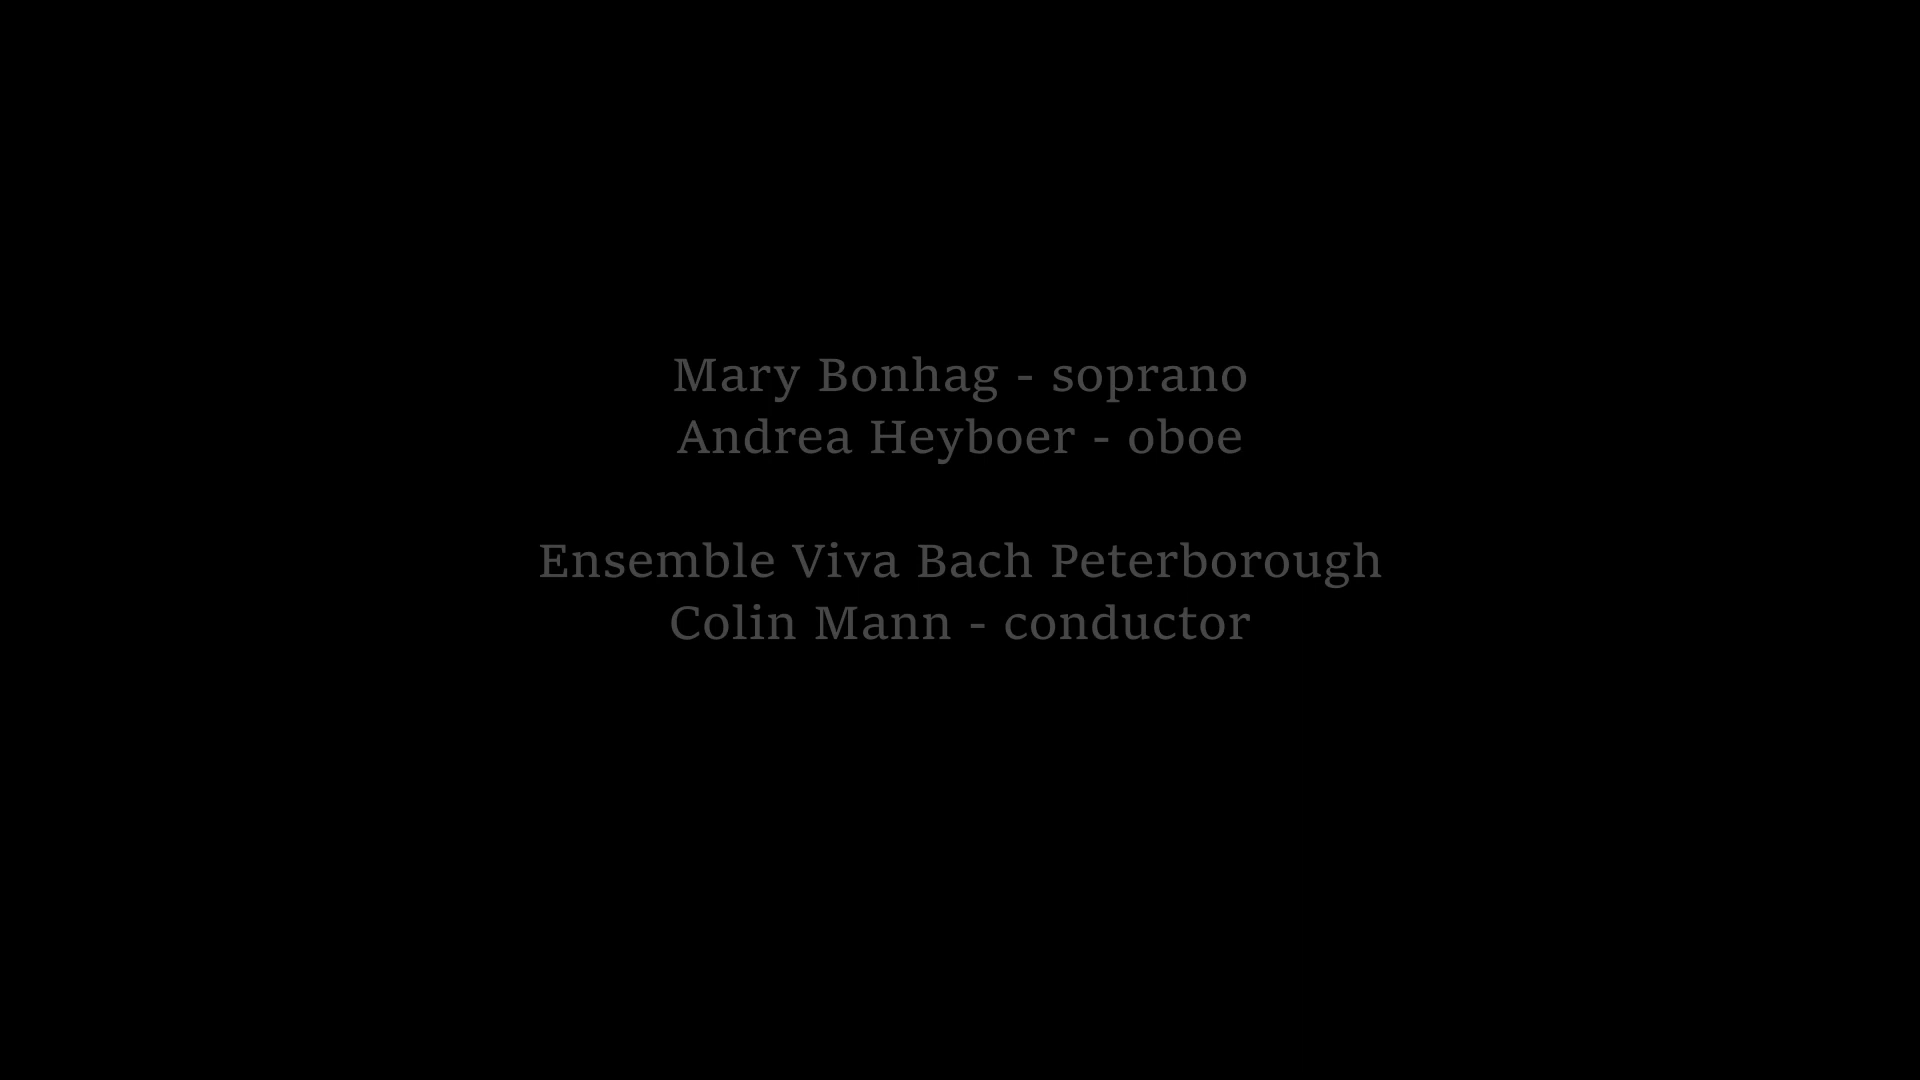 Mary Bonhag - soprano
Andrea Heyboer - oboe
Ensemble Viva Bach Peterborough
Colin Mann - conductor